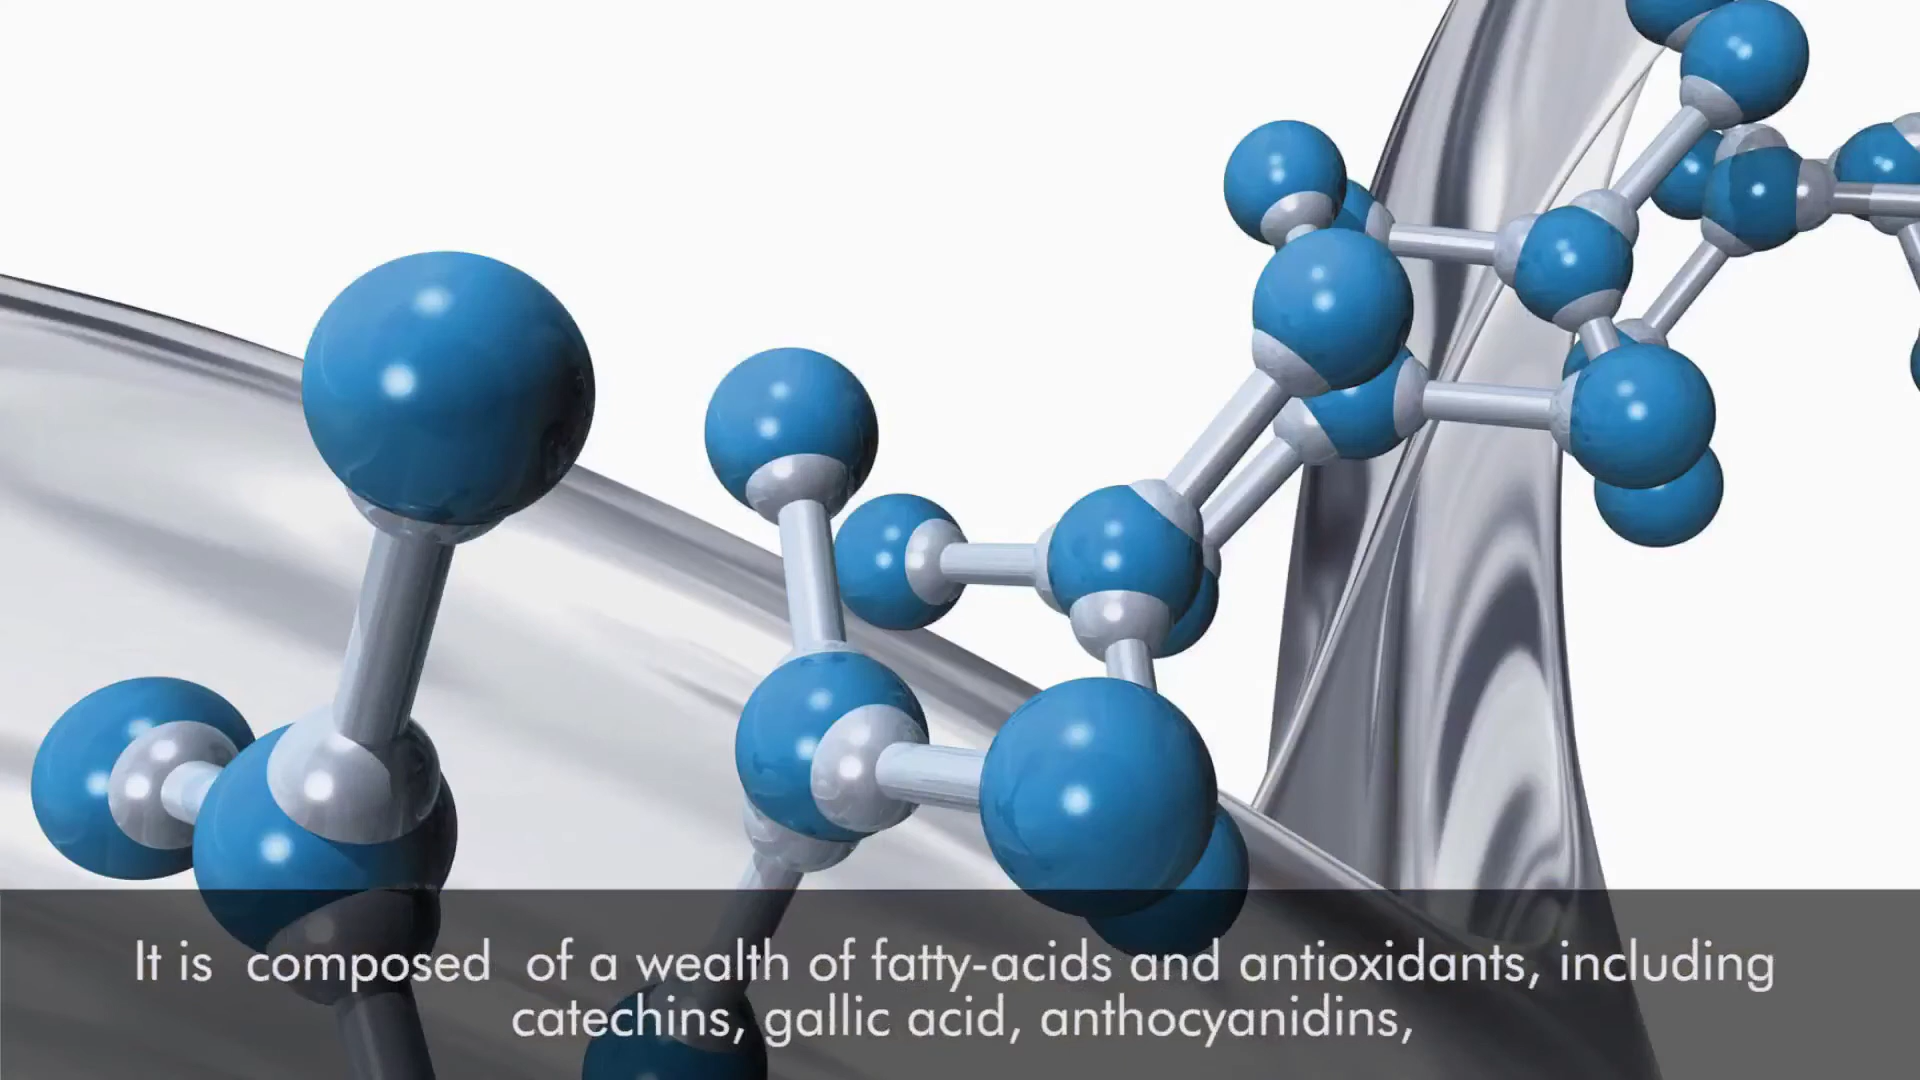 It is composed of a wealth of fatty-acids and antioxidants, including
catechins, gallic acid, anthocyanidins,